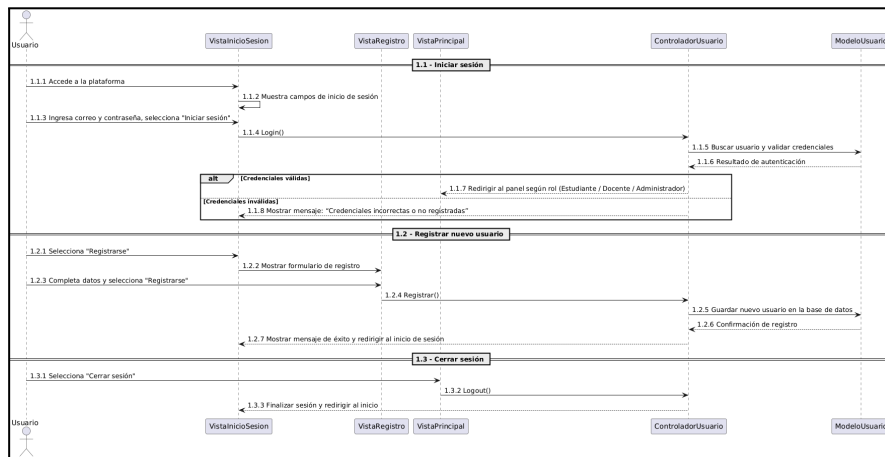 Usuario
VistaInicioSesion
VistaRegistro
VistaPrincipal
ControladorUsuario
ModeloUsuario
1.1 - Iniciar sesión
1.1.1 Accede a la plataforma
1.1.2 Muestra campos de inicio de sesión
1.1.3 Ingresa correo y contraseña, selecciona "Iniciar sesión"
1.1.4 Login()
1.1.5 Buscar usuario y validar credenciales
1.1.6 Resultado de autenticación
alt
[Credenciales válidas]
1.1.7 Redirigir al panel según rol (Estudiante / Docente / Administrador)
[Credenciales inválidas]
1.1.8 Mostrar mensaje: “Credenciales incorrectas o no registradas”
1.2 - Registrar nuevo usuario
1.2.1 Selecciona "Registrarse"
1.2.2 Mostrar formulario de registro
1.2.3 Completa datos y selecciona "Registrarse"
1.2.4 Registrar()
1.2.5 Guardar nuevo usuario en la base de datos
1.2.6 Confirmación de registro
1.2.7 Mostrar mensaje de éxito y redirigir al inicio de sesión
1.3 - Cerrar sesión
1.3.1 Selecciona "Cerrar sesión"
1.3.2 Logout()
1.3.3 Finalizar sesión y redirigir al inicio
Usuario
VistaInicioSesion
VistaRegistro
VistaPrincipal
ControladorUsuario
ModeloUsuario